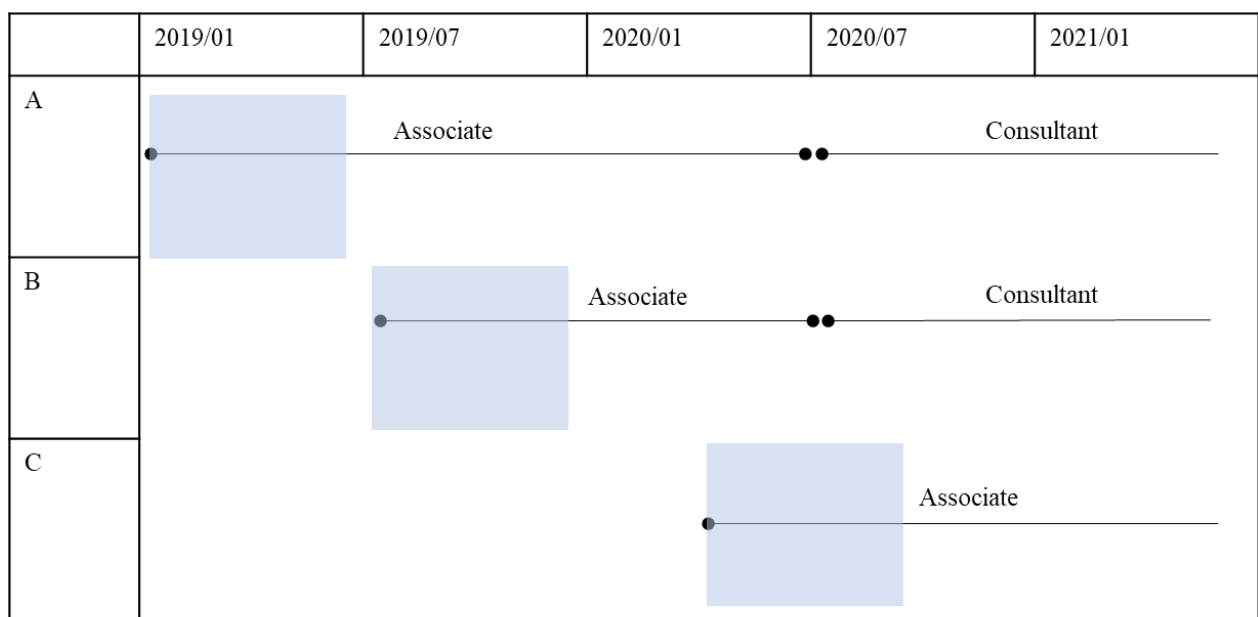 2019/01 2019/07 2020/01 2020/07 2021/01
A
Associate Consultant
B
Associate Consultant
C
Associate